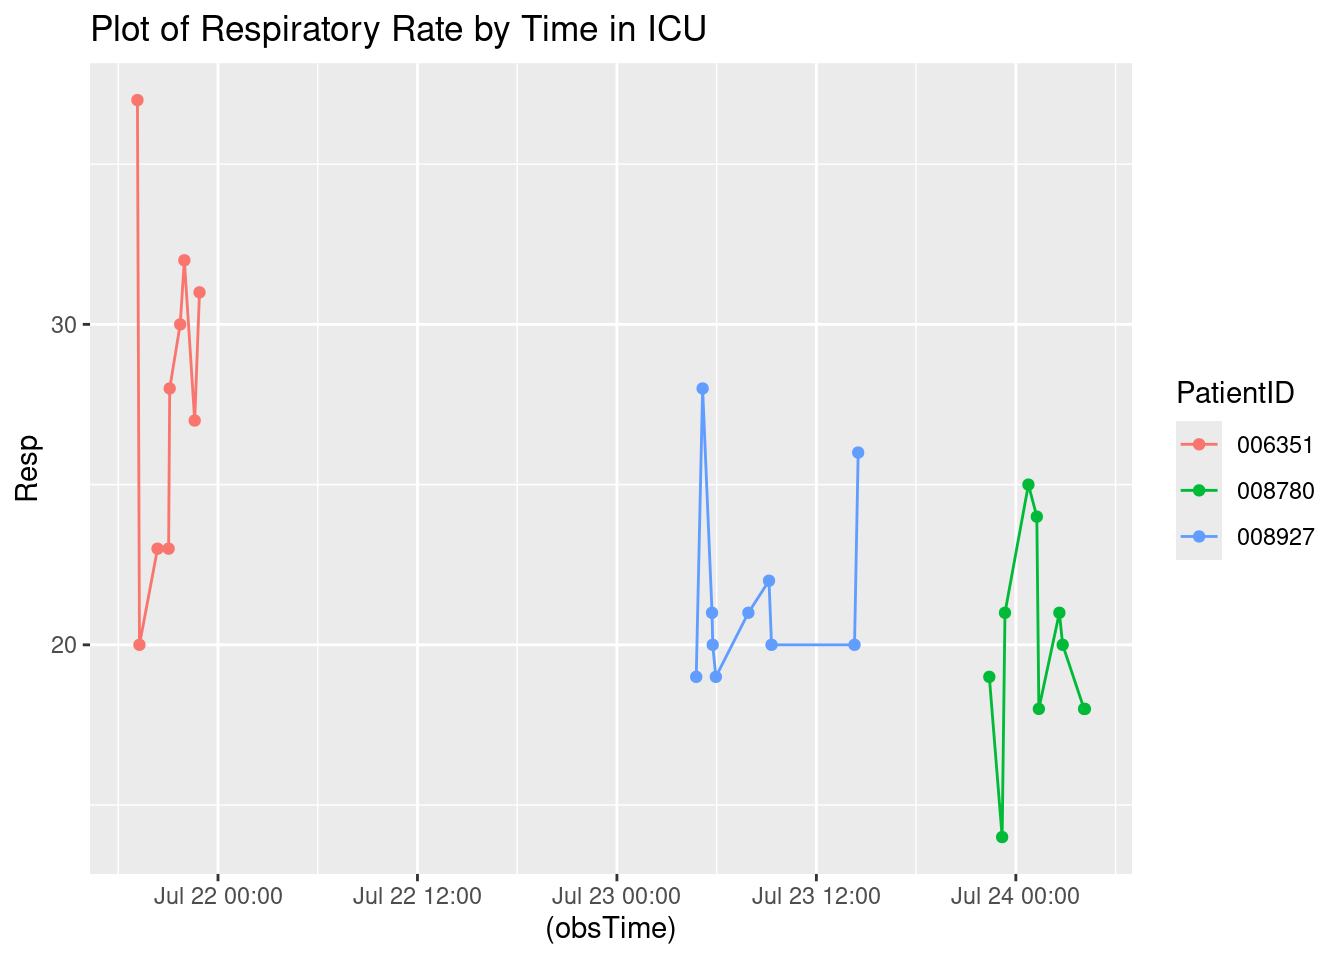 Plot of Respiratory Rate by Time in ICU
Resp
30
20
Jul 22 00:00
Jul 22 12:00
Jul 23 00:00
Jul 23 12:00
Jul 24 00:00
(obsTime)
PatientID
006351
008780
008927